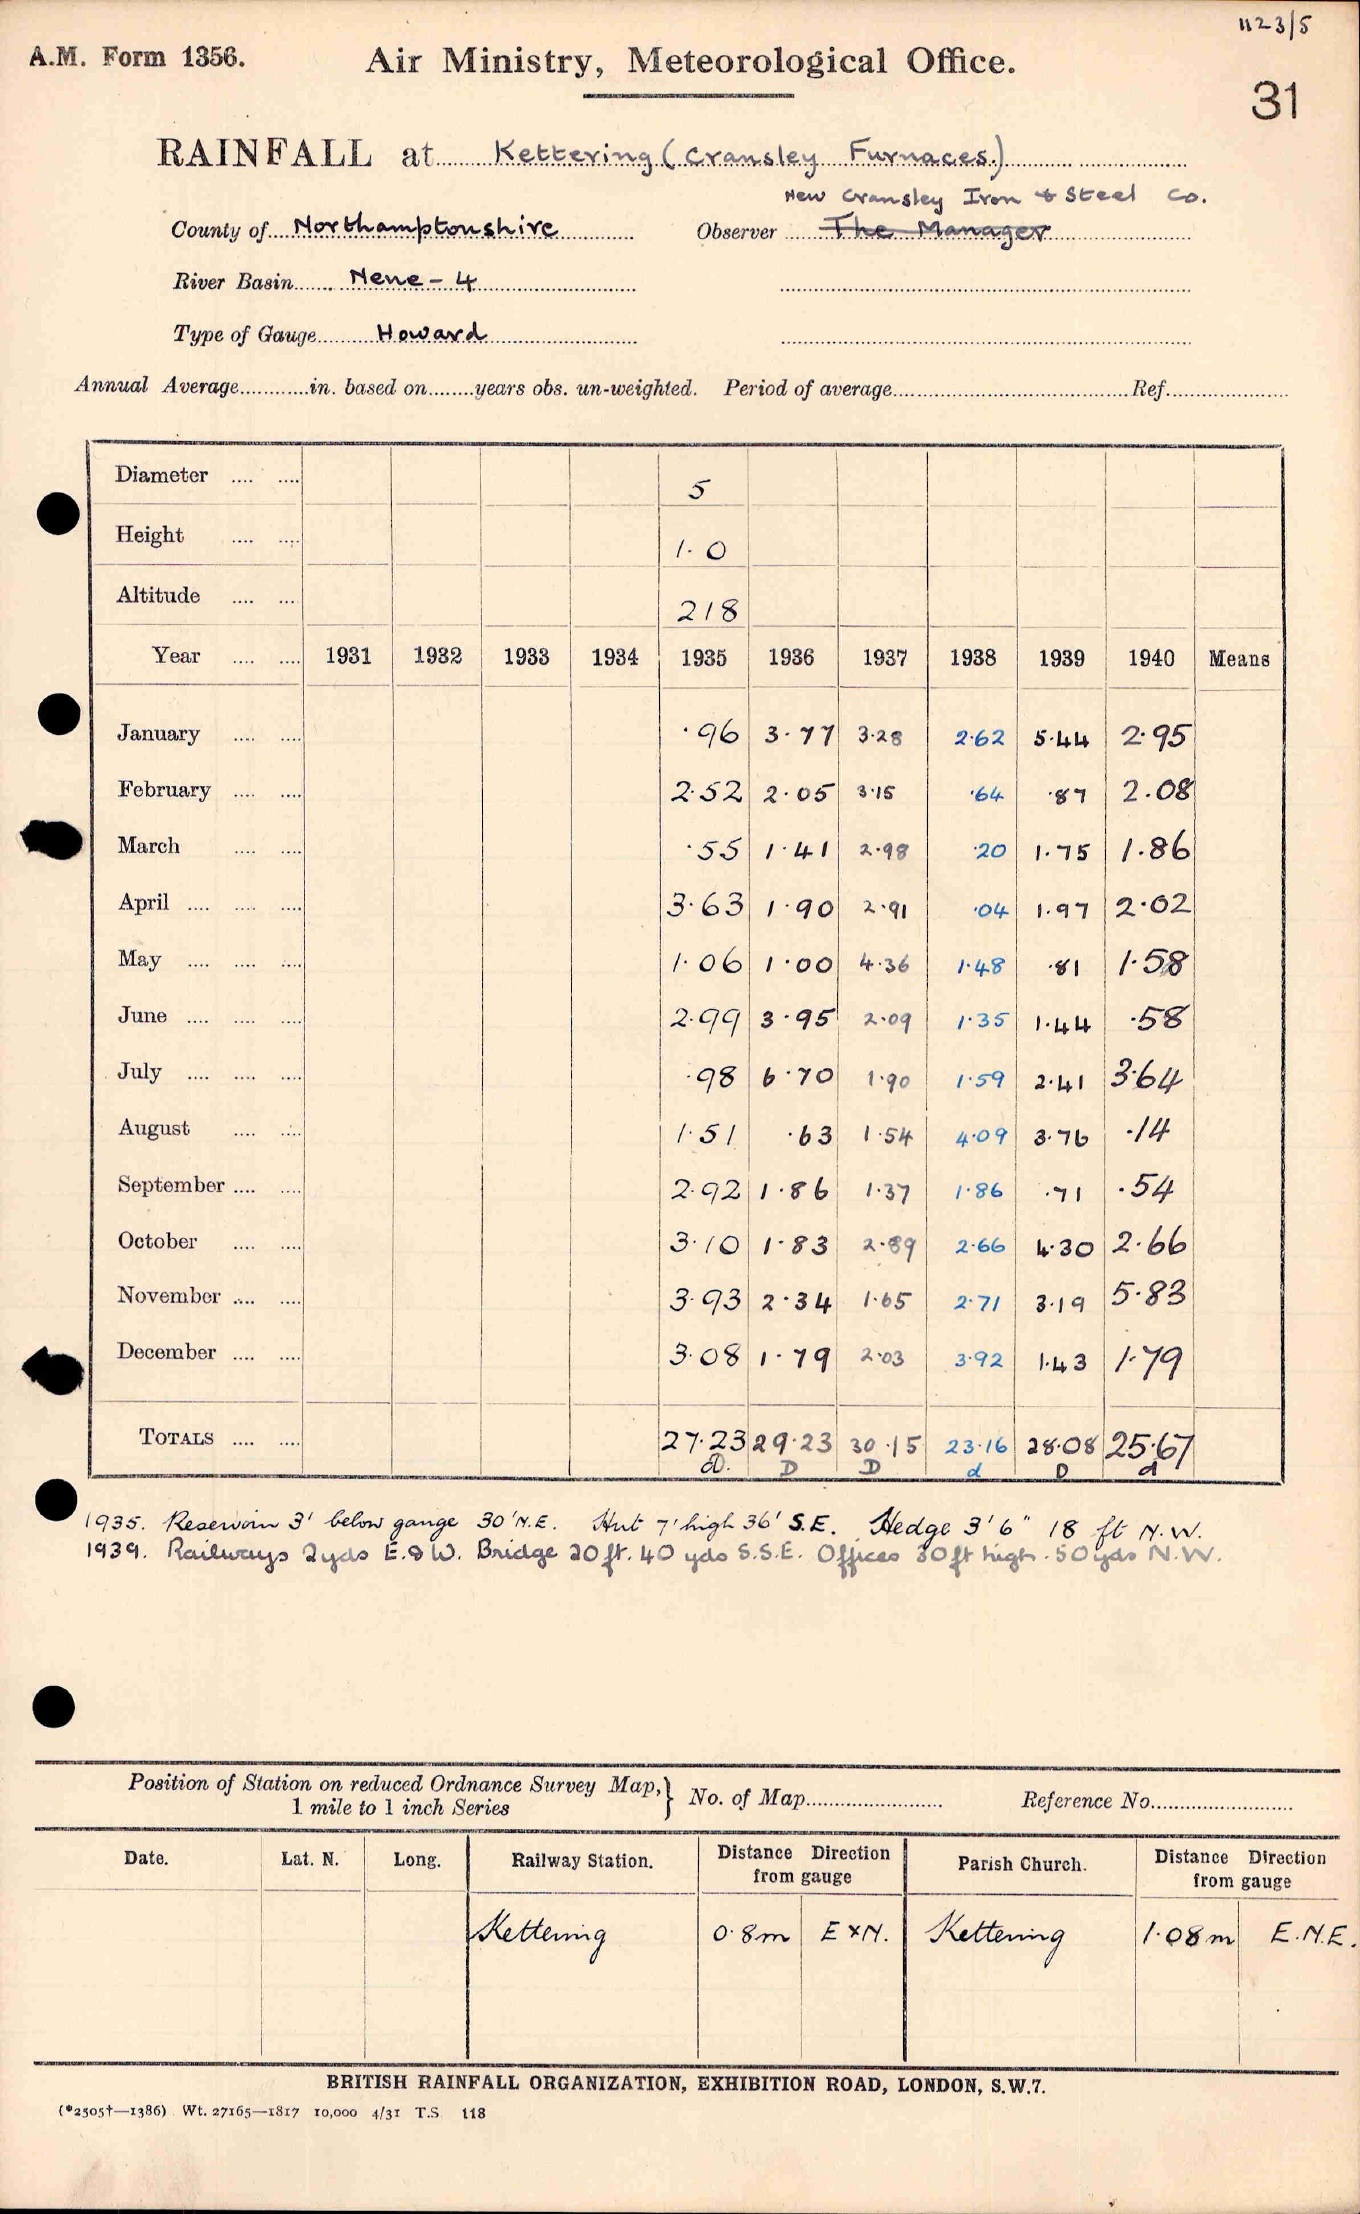 1123/5
A.M. Form 1356. Air Ministry, Meteorological Office.
31
RAINFALL at Kettering (Cransley Furnaces.)
New Cransley Iron & Steel Co.
County of Northamptonshire Observer The Manager
River Basin Nene - 4
Type of Gauge Howard
Annual Average in. based on years obs. un-weighted. Period of average Ref.
Diameter 5
Height 1.0
Altitude 218
Year 1931 1932 1933 1934 1935 1936 1937 1938 1939 1940 Means
January .96 3.77 3.28 2.62 5.44 2.95
February 2.52 2.05 3.15 .64 .87 2.08
March .55 1.41 2.98 .20 1.75 1.86
April 3.63 1.90 2.91 .04 1.97 2.02
May 1.06 1.00 4.36 1.48 .81 1.58
June 2.99 3.95 2.09 1.35 1.44 .58
July .98 6.70 1.90 1.59 2.41 3.64
August 1.51 .63 1.54 4.09 3.76 .14
September 2.92 1.86 1.37 1.86 .71 .54
October 3.10 1.83 2.89 2.66 4.30 2.66
November 3.93 2.34 1.65 2.71 3.19 5.83
December 3.08 1.79 2.03 3.92 1.43 1.79
TOTALS 27.23 29.23 30.15 23.16 28.08 25.67
D. D D d D d
1935. Reservoir 3' below gauge 30' N.E. Hut 7' high 36' S.E. Hedge 3' 6" 18 ft N.W.
1939. Railways 2yds E. & W. Bridge 20ft. 40 yds S.S.E. Offices 30ft high. 50yds N.W.
Position of Station on reduced Ordnance Survey Map, } No. of Map Reference No.
1 mile to 1 inch Series
Date. Lat. N. Long. Railway Station. Distance Direction from gauge Parish Church. Distance Direction from gauge
Kettering 0.8m E x N. Kettering 1.08m E.N.E.
BRITISH RAINFALL ORGANIZATION, EXHIBITION ROAD, LONDON, S.W.7.
(*2505†—1386) Wt. 27165—1817 10,000 4/31 T.S. 118